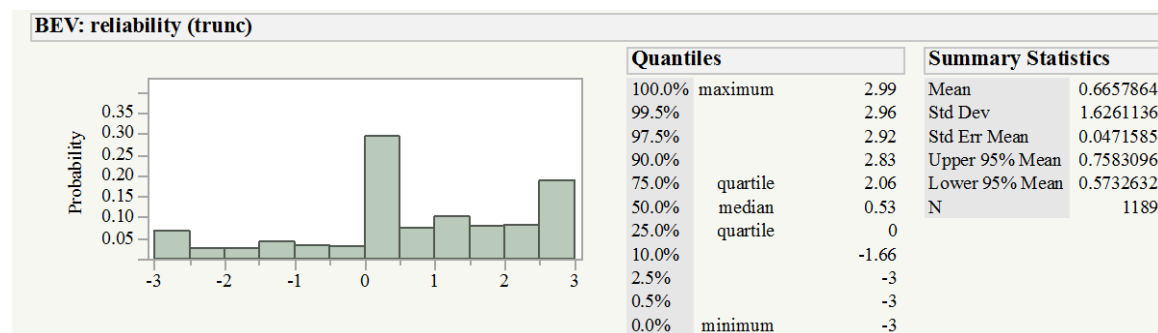 BEV: reliability (trunc)
Probability
0.35
0.30
0.25
0.20
0.15
0.10
0.05
-3 -2 -1 0 1 2 3
Quantiles
100.0% maximum 2.99
99.5% 2.96
97.5% 2.92
90.0% 2.83
75.0% quartile 2.06
50.0% median 0.53
25.0% quartile 0
10.0% -1.66
2.5% -3
0.5% -3
0.0% minimum -3
Summary Statistics
Mean 0.6657864
Std Dev 1.6261136
Std Err Mean 0.0471585
Upper 95% Mean 0.7583096
Lower 95% Mean 0.5732632
N 1189